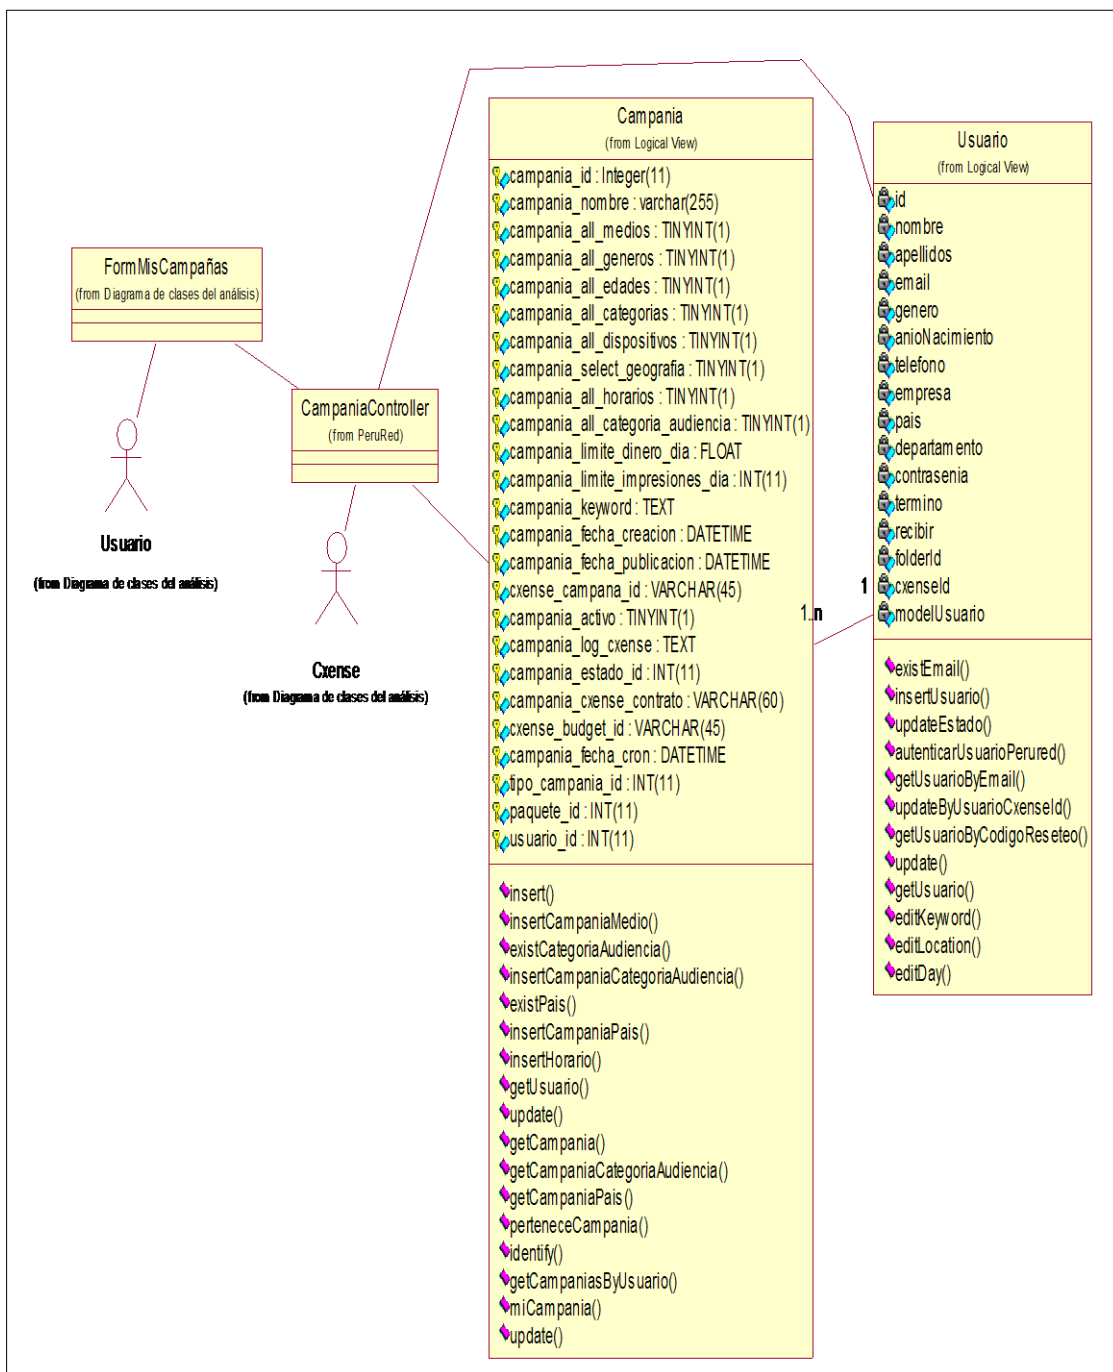 FormMisCampañas
(from Diagrama de clases del análisis)
Usuario
(from Diagrama de clases del análisis)
CampaniaController
(from PeruRed)
Cxense
(from Diagrama de clases del análisis)
Campania
(from Logical View)
campania_id : Integer(11)
campania_nombre : varchar(255)
campania_all_medios : TINYINT(1)
campania_all_generos : TINYINT(1)
campania_all_edades : TINYINT(1)
campania_all_categorias : TINYINT(1)
campania_all_dispositivos : TINYINT(1)
campania_select_geografia : TINYINT(1)
campania_all_horarios : TINYINT(1)
campania_all_categoria_audiencia : TINYINT(1)
campania_limite_dinero_dia : FLOAT
campania_limite_impresiones_dia : INT(11)
campania_keyword : TEXT
campania_fecha_creacion : DATETIME
campania_fecha_publicacion : DATETIME
cxense_campana_id : VARCHAR(45)
campania_activo : TINYINT(1)
campania_log_cxense : TEXT
campania_estado_id : INT(11)
campania_cxense_contrato : VARCHAR(60)
cxense_budget_id : VARCHAR(45)
campania_fecha_cron : DATETIME
tipo_campania_id : INT(11)
paquete_id : INT(11)
usuario_id : INT(11)
insert()
insertCampaniaMedio()
existCategoriaAudiencia()
insertCampaniaCategoriaAudiencia()
existPais()
insertCampaniaPais()
insertHorario()
getUsuario()
update()
getCampania()
getCampaniaCategoriaAudiencia()
getCampaniaPais()
perteneceCampania()
identify()
getCampaniasByUsuario()
miCampania()
update()
1..n
1
Usuario
(from Logical View)
id
nombre
apellidos
email
genero
anioNacimiento
telefono
empresa
pais
departamento
contrasenia
termino
recibir
folderId
cxenseId
modelUsuario
existEmail()
insertUsuario()
updateEstado()
autenticarUsuarioPerured()
getUsuarioByEmail()
updateByUsuarioCxenseId()
getUsuarioByCodigoReseteo()
update()
getUsuario()
editKeyword()
editLocation()
editDay()